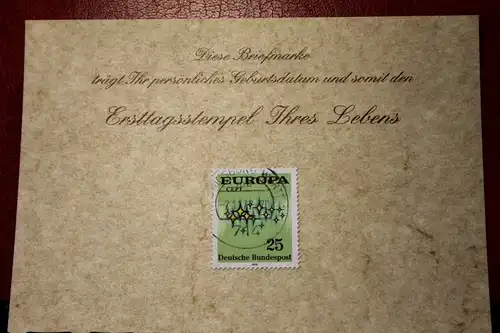 Diese Briefmarke
trägt Ihr persönliches Geburtsdatum und somit den
Ersttagsstempel Ihres Lebens
EUROPA
CEPT
25
Deutsche Bundespost